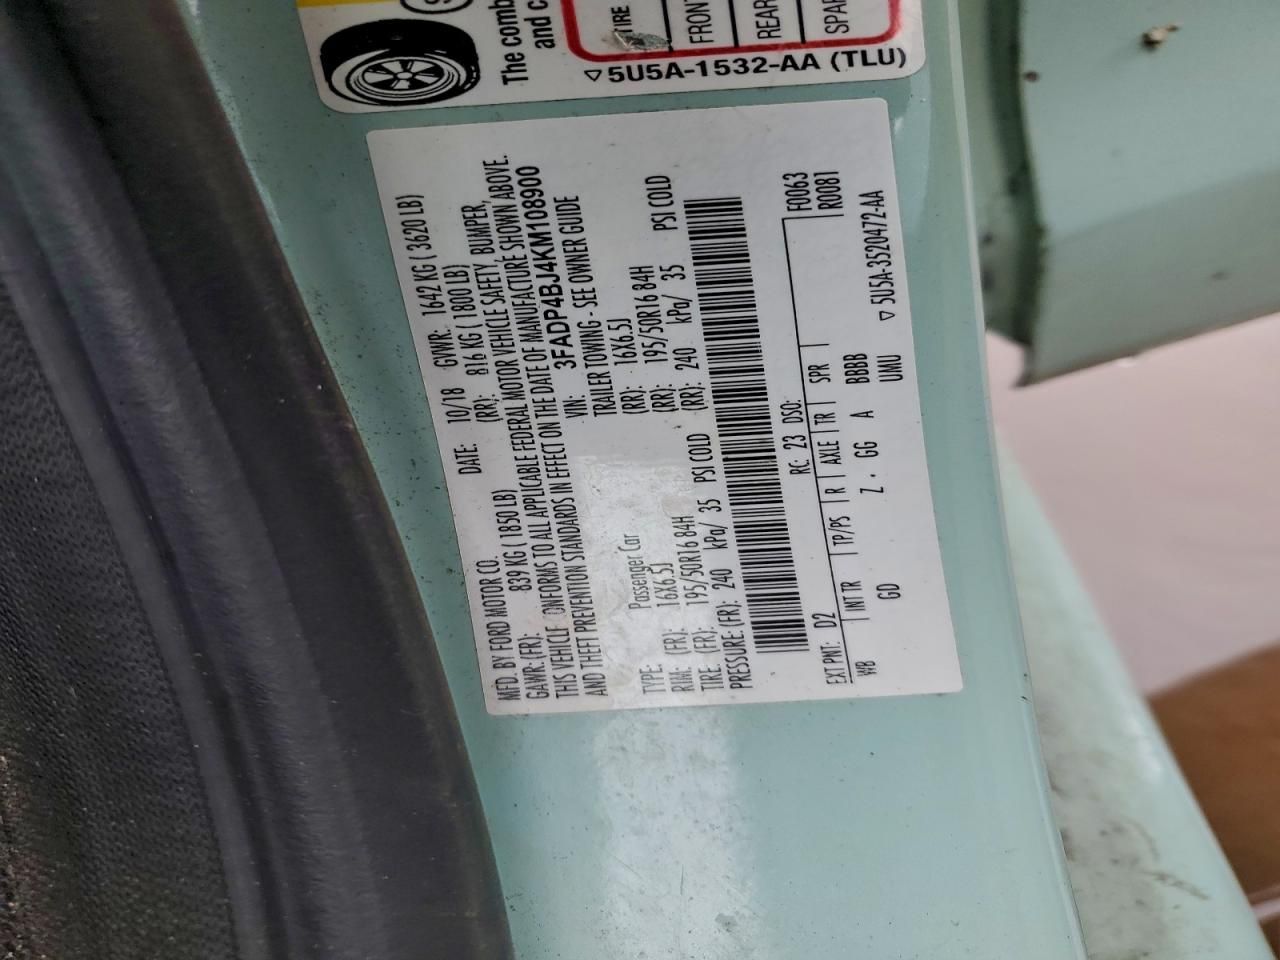 The comb
and c
TIRE
FRONT
REAR
SPAR
5U5A-1532-AA (TLU)
MFD. BY FORD MOTOR CO.
DATE: 10/18 GVWR: 1642 KG ( 3620 LB)
GAWR: (FR): 839 KG ( 1850 LB) (RR): 816 KG ( 1800 LB)
THIS VEHICLE CONFORMS TO ALL APPLICABLE FEDERAL MOTOR VEHICLE SAFETY, BUMPER,
AND THEFT PREVENTION STANDARDS IN EFFECT ON THE DATE OF MANUFACTURE SHOWN ABOVE.
VIN: 3FADP4BJ4KM108900
TYPE: Passenger Car TRAILER TOWING - SEE OWNER GUIDE
RIM: (FR): 16X6.5J (RR): 16X6.5J
TIRE: (FR): 195/50R16 84H (RR): 195/50R16 84H
PRESSURE (FR): 240 kPa/ 35 PSI COLD (RR): 240 kPa/ 35 PSI COLD
F0063
EXT PNT: D2 RC: 23 DSO: R0081
WB INT TR TP/PS R AXLE TR SPR
GD Z . GG A BBB
UMU
5U5A-3520472-AA